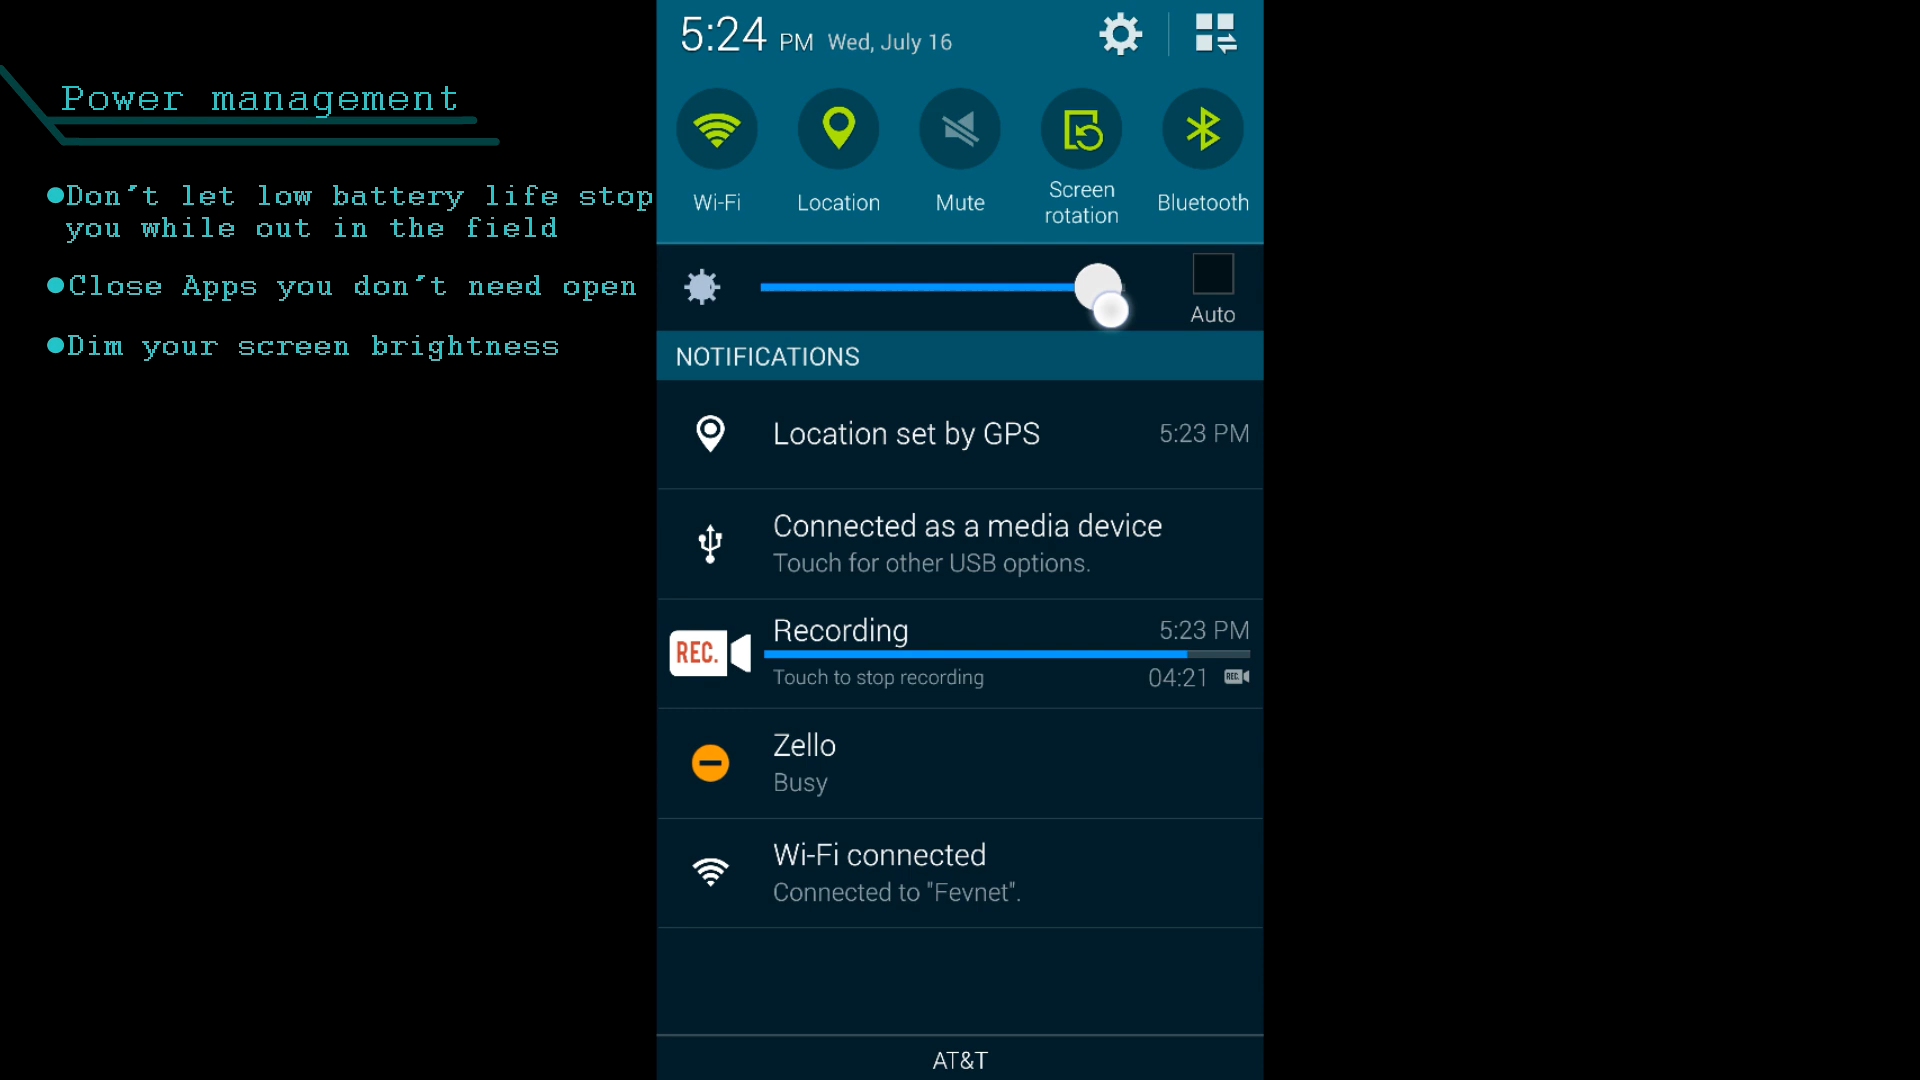 Power management
●Don't let low battery life stop
you while out in the field
●Close Apps you don't need open
●Dim your screen brightness
5:24 PM Wed, July 16
Wi-Fi
Location
Mute
Screen
rotation
Bluetooth
Auto
NOTIFICATIONS
Location set by GPS 5:23 PM
Connected as a media device
Touch for other USB options.
REC.
Recording 5:23 PM
Touch to stop recording 04:21 REC.
Zello
Busy
Wi-Fi connected
Connected to "Fevnet".
AT&T